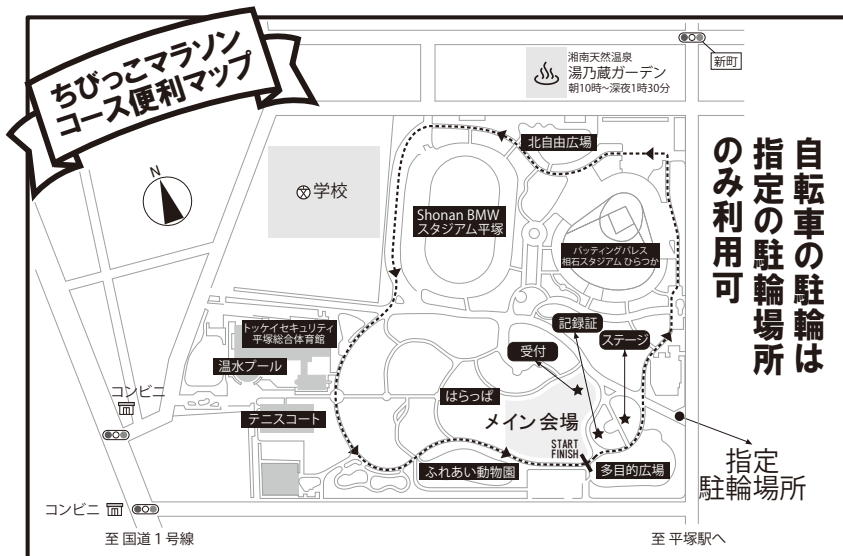 ちびっこマラソン
コース便利マップ
新町
湘南天然温泉
湯乃蔵ガーデン
朝10時〜深夜1時30分
自転車の駐輪は
指定の駐輪場所
のみ利用可
N
学校
北自由広場
Shonan BMW
スタジアム平塚
バッティングパレス
相石スタジアム ひらつか
記録証
ステージ
受付
トッケイセキュリティ
平塚総合体育館
温水プール
コンビニ
テニスコート
はらっぱ
メイン会場
START
FINISH
ふれあい動物園
多目的広場
指定
駐輪場所
コンビニ
至 国道1号線
至 平塚駅へ